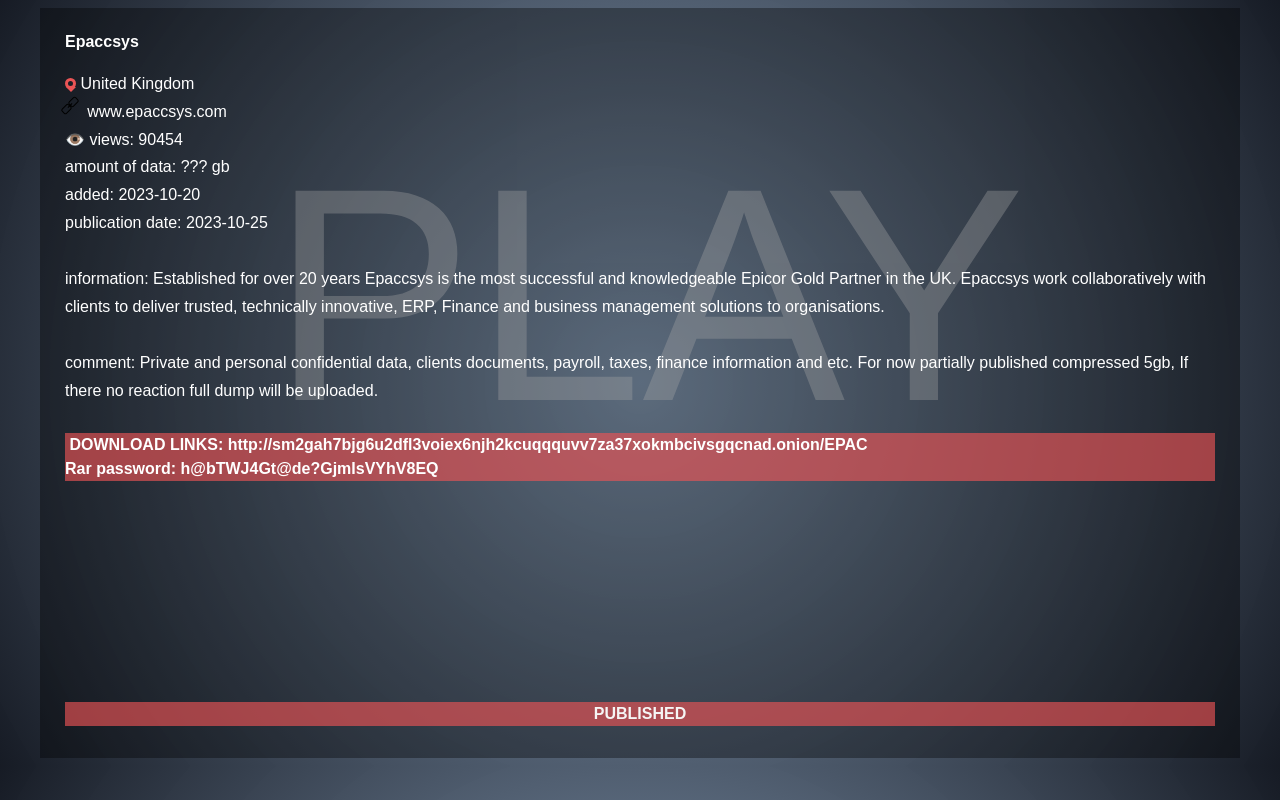 PLAY
Epaccsys
United Kingdom
www.epaccsys.com
views: 90454
amount of data: ??? gb
added: 2023-10-20
publication date: 2023-10-25
information: Established for over 20 years Epaccsys is the most successful and knowledgeable Epicor Gold Partner in the UK. Epaccsys work collaboratively with
clients to deliver trusted, technically innovative, ERP, Finance and business management solutions to organisations.
comment: Private and personal confidential data, clients documents, payroll, taxes, finance information and etc. For now partially published compressed 5gb, If
there no reaction full dump will be uploaded.
DOWNLOAD LINKS: http://sm2gah7bjg6u2dfl3voiex6njh2kcuqqquvv7za37xokmbcivsgqcnad.onion/EPAC
Rar password:
PUBLISHED